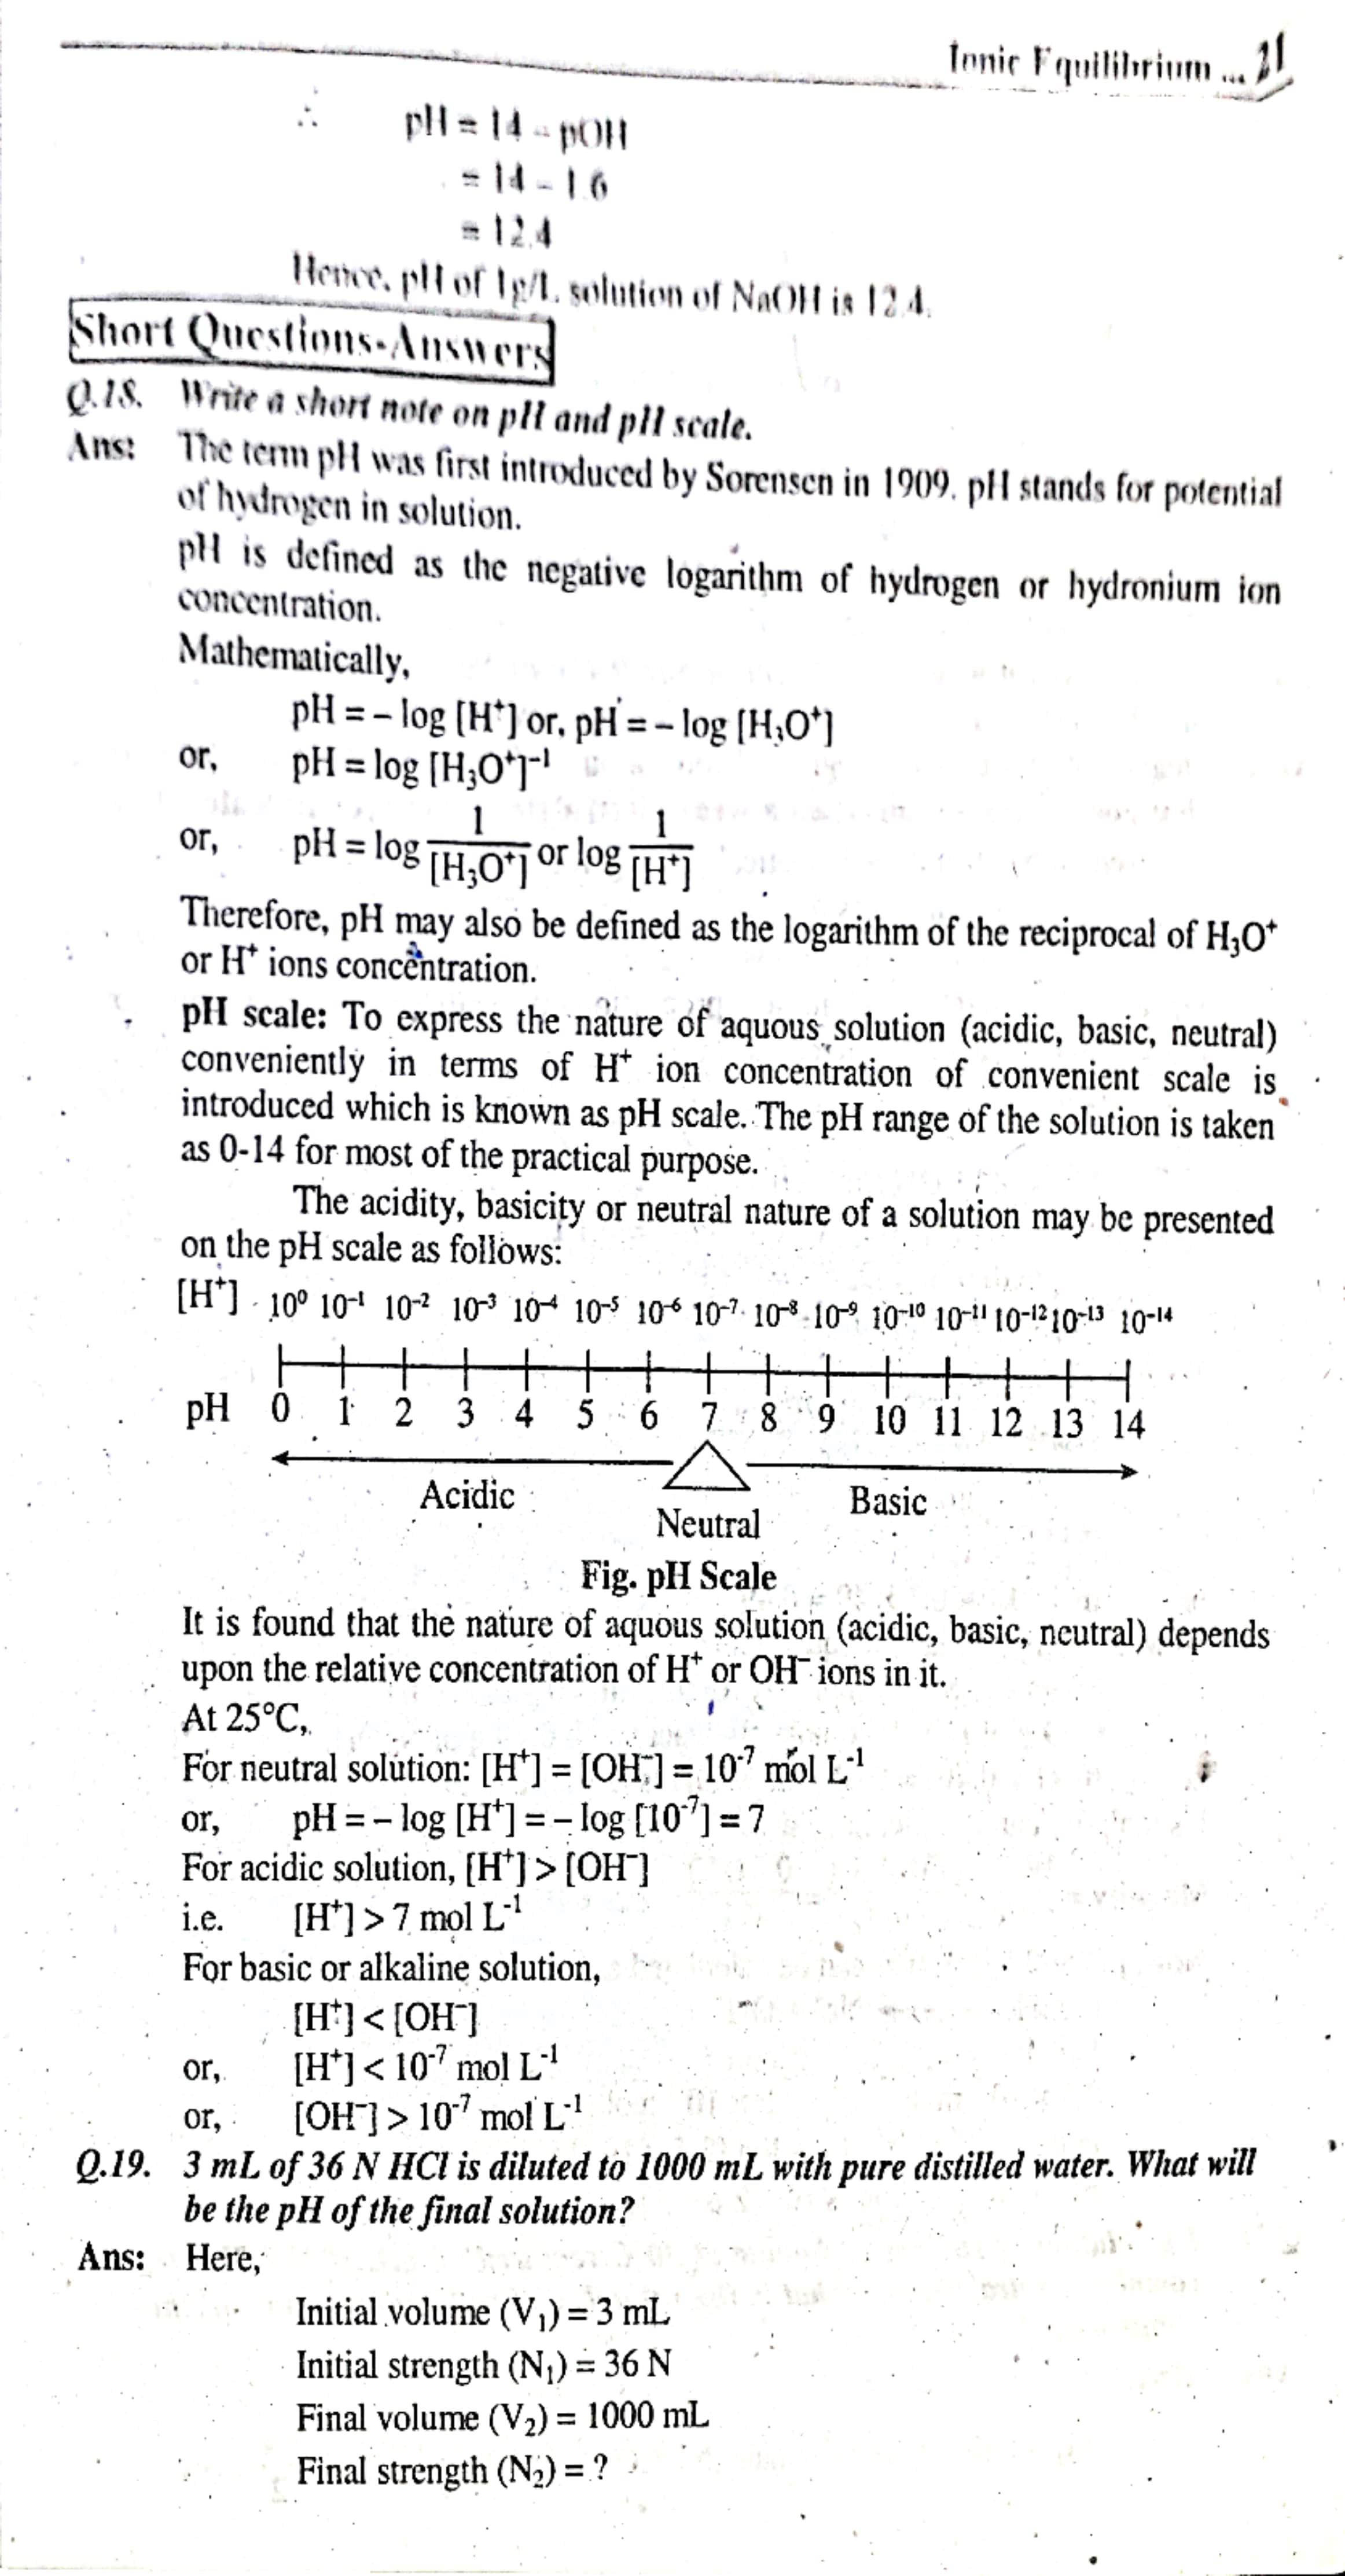 Ionic Equilibrium ... 21
∴ pH = 14 – pOH
= 14 – 1.6
= 12.4
Hence, pH of 1g/L solution of NaOH is 12.4.
Short Questions-Answers
Q.18. Write a short note on pH and pH scale.
Ans: The term pH was first introduced by Sorensen in 1909. pH stands for potential
of hydrogen in solution.
pH is defined as the negative logarithm of hydrogen or hydronium ion
concentration.
Mathematically,
pH = – log [H⁺] or, pH = – log [H₃O⁺]
or, pH = log [H₃O⁺]⁻¹
or, pH = log 1/[H₃O⁺] or log 1/[H⁺]
Therefore, pH may also be defined as the logarithm of the reciprocal of H₃O⁺
or H⁺ ions concentration.
pH scale: To express the nature of aquous solution (acidic, basic, neutral)
conveniently in terms of H⁺ ion concentration of convenient scale is
introduced which is known as pH scale. The pH range of the solution is taken
as 0-14 for most of the practical purpose.
The acidity, basicity or neutral nature of a solution may be presented
on the pH scale as follows:
[H⁺] 10⁰ 10⁻¹ 10⁻² 10⁻³ 10⁻⁴ 10⁻⁵ 10⁻⁶ 10⁻⁷ 10⁻⁸ 10⁻⁹ 10⁻¹⁰ 10⁻¹¹ 10⁻¹² 10⁻¹³ 10⁻¹⁴
pH 0 1 2 3 4 5 6 7 8 9 10 11 12 13 14
Acidic Neutral Basic
Fig. pH Scale
It is found that the nature of aquous solution (acidic, basic, neutral) depends
upon the relative concentration of H⁺ or OH⁻ ions in it.
At 25°C,
For neutral solution: [H⁺] = [OH⁻] = 10⁻⁷ mol L⁻¹
or, pH = – log [H⁺] = – log [10⁻⁷] = 7
For acidic solution, [H⁺] > [OH⁻]
i.e. [H⁺] > 7 mol L⁻¹
For basic or alkaline solution,
[H⁺] < [OH⁻]
or, [H⁺] < 10⁻⁷ mol L⁻¹
or, [OH⁻] > 10⁻⁷ mol L⁻¹
Q.19. 3 mL of 36 N HCl is diluted to 1000 mL with pure distilled water. What will
be the pH of the final solution?
Ans: Here,
Initial volume (V₁) = 3 mL
Initial strength (N₁) = 36 N
Final volume (V₂) = 1000 mL
Final strength (N₂) = ?